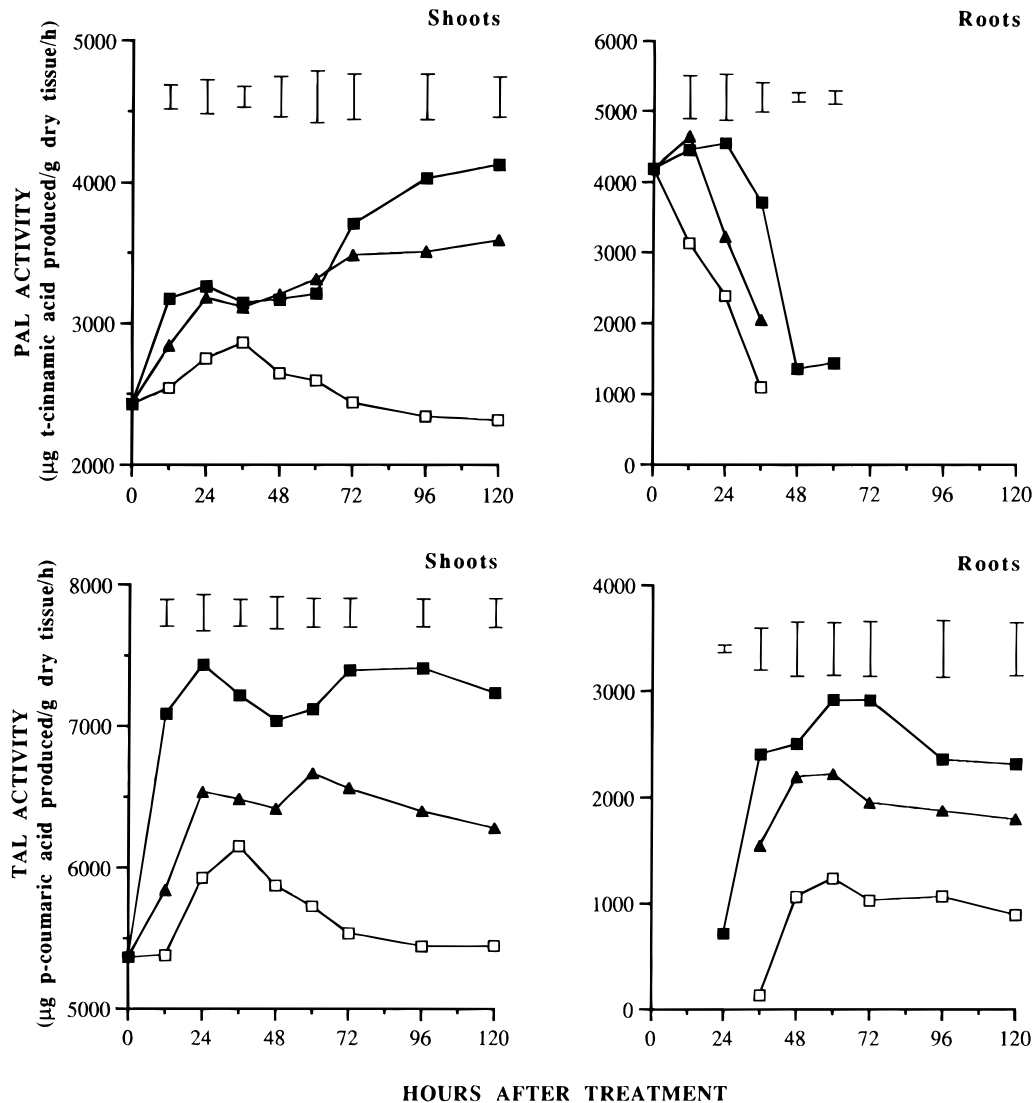 Shoots
Roots
PAL ACTIVITY
(µg t-cinnamic acid produced/g dry tissue/h)
5000
4000
3000
2000
0 24 48 72 96 120
6000
5000
4000
3000
2000
1000
0
0 24 48 72 96 120
Shoots
Roots
TAL ACTIVITY
(µg p-coumaric acid produced/g dry tissue/h)
8000
7000
6000
5000
0 24 48 72 96 120
4000
3000
2000
1000
0
0 24 48 72 96 120
HOURS AFTER TREATMENT